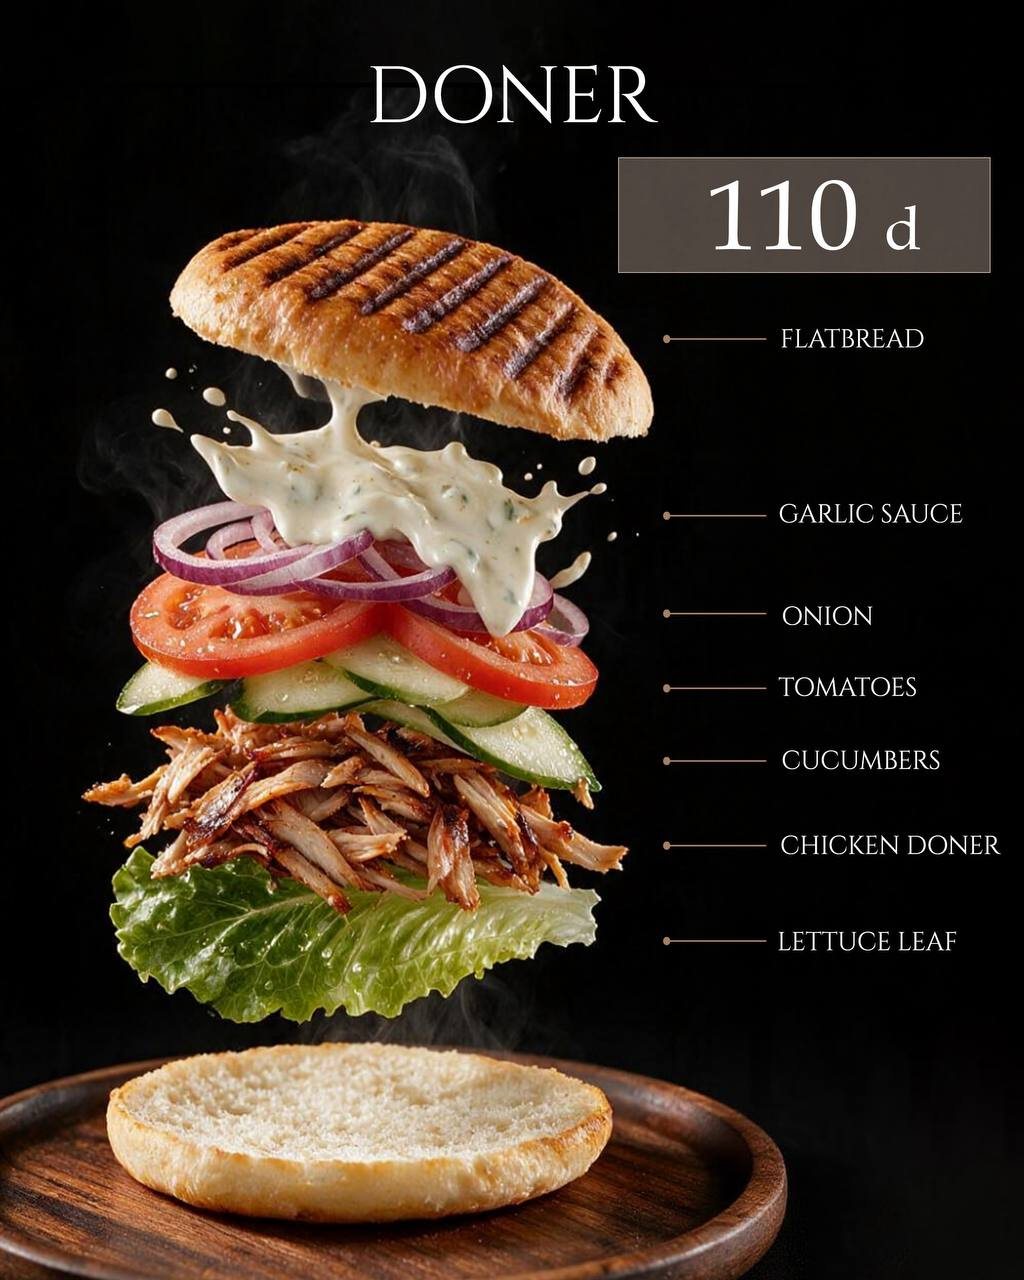 DONER
110 d
FLATBREAD
GARLIC SAUCE
ONION
TOMATOES
CUCUMBERS
CHICKEN DONER
LETTUCE LEAF